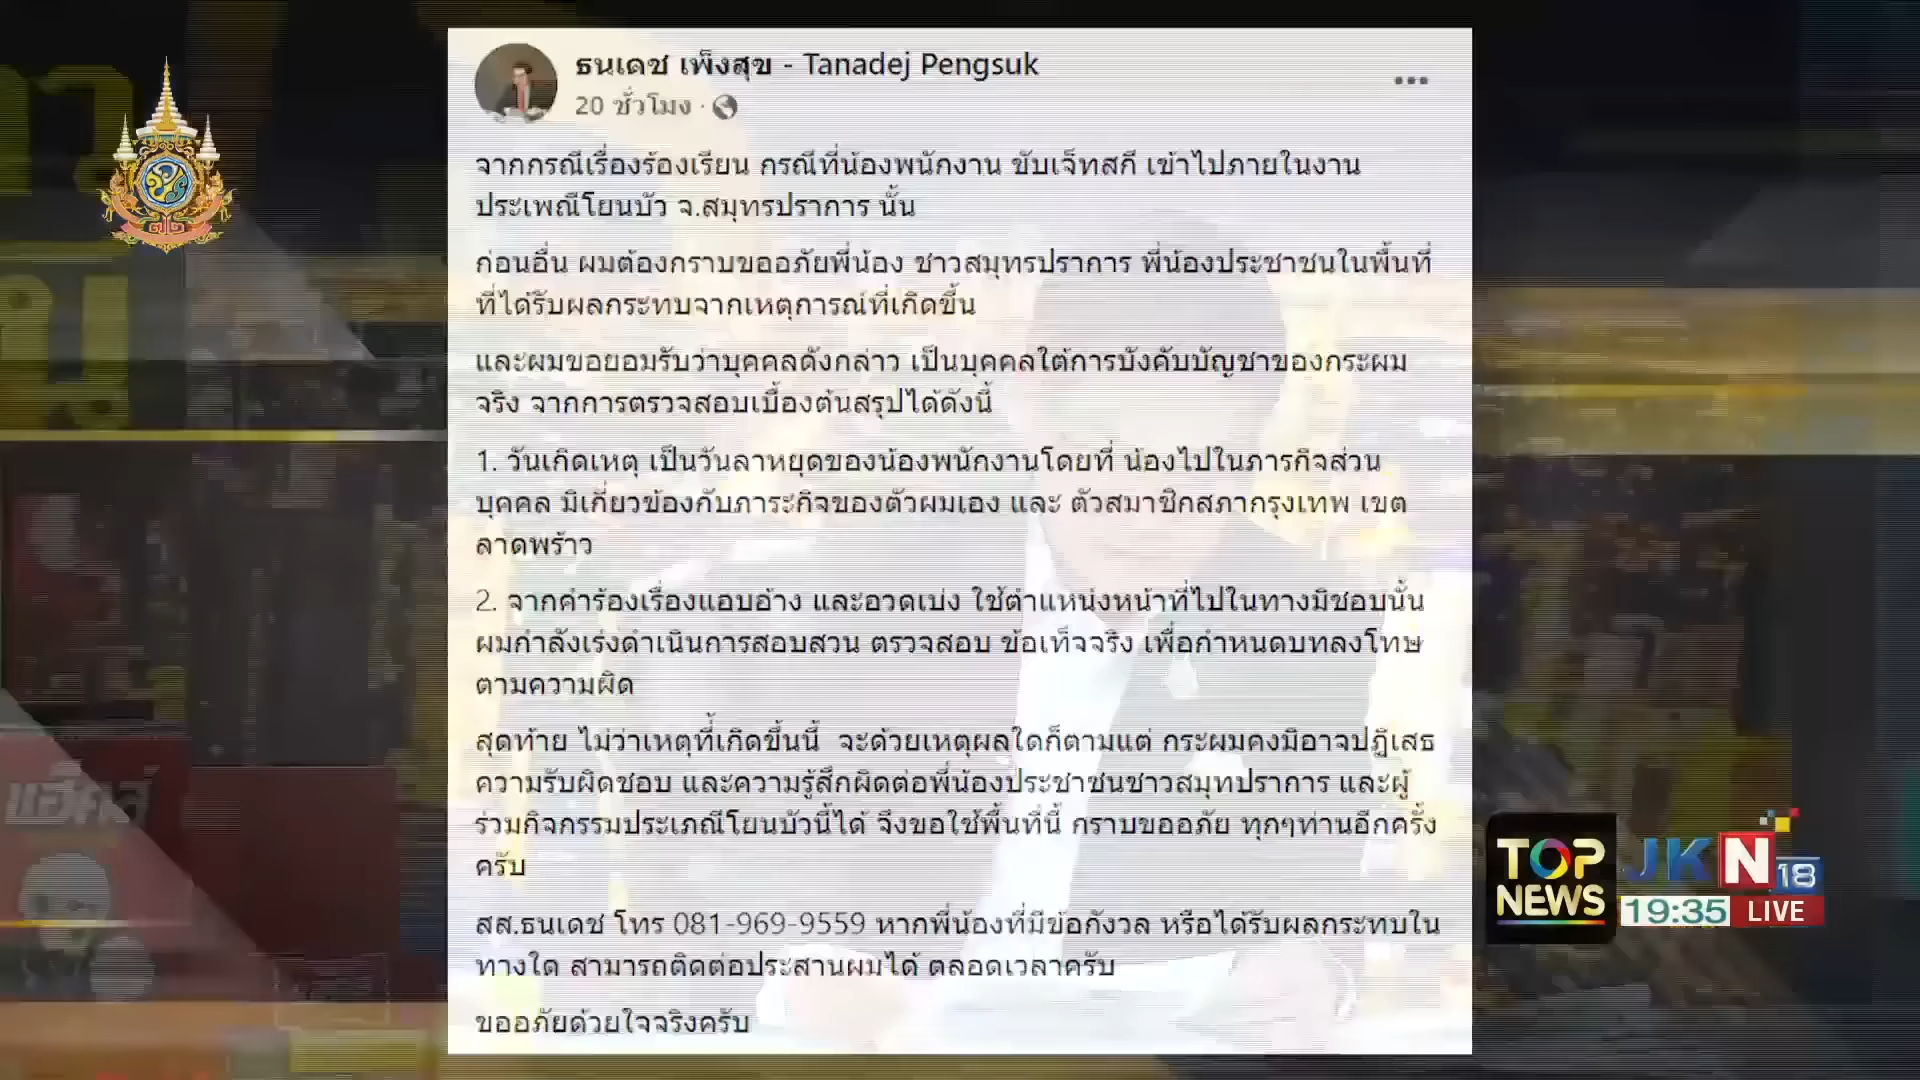 ธนเดช เพ็งสุข - Tanadej Pengsuk
20 ชั่วโมง
จากกรณีเรื่องร้องเรียน กรณีที่น้องพนักงาน ขับเจ็ทสกี เข้าไปภายในงาน
ประเพณีโยนบัว จ.สมุทรปราการ นั้น
ก่อนอื่น ผมต้องกราบขออภัยพี่น้อง ชาวสมุทรปราการ พี่น้องประชาชนในพื้นที่
ที่ได้รับผลกระทบจากเหตุการณ์ที่เกิดขึ้น
และผมขอยอมรับว่าบุคคลดังกล่าว เป็นบุคคลใต้การบังคับบัญชาของกระผม
จริง จากการตรวจสอบเบื้องต้นสรุปได้ดังนี้
1. วันเกิดเหตุ เป็นวันลาหยุดของน้องพนักงานโดยที่ น้องไปในภารกิจส่วน
บุคคล มิเกี่ยวข้องกับภาระกิจของตัวผมเอง และ ตัวสมาชิกสภากรุงเทพ เขต
ลาดพร้าว
2. จากคำร้องเรื่องแอบอ้าง และอวดเบ่ง ใช้ตำแหน่งหน้าที่ไปในทางมิชอบนั้น
ผมกำลังเร่งดำเนินการสอบสวน ตรวจสอบ ข้อเท็จจริง เพื่อกำหนดบทลงโทษ
ตามความผิด
สุดท้าย ไม่ว่าเหตุที่เกิดขึ้นนี้ จะด้วยเหตุผลใดก็ตามแต่ กระผมคงมิอาจปฏิเสธ
ความรับผิดชอบ และความรู้สึกผิดต่อพี่น้องประชาชนชาวสมุทปราการ และผู้
ร่วมกิจกรรมประเภณีโยนบัวนี้ได้ จึงขอใช้พื้นที่นี้ กราบขออภัย ทุกๆท่านอีกครั้ง
ครับ
สส.ธนเดช โทร 081-969-9559 หากพี่น้องที่มีข้อกังวล หรือได้รับผลกระทบใน
ทางใด สามารถติดต่อประสานผมได้ ตลอดเวลาครับ
ขออภัยด้วยใจจริงครับ
TOP NEWS
JKN 18
19:35 LIVE